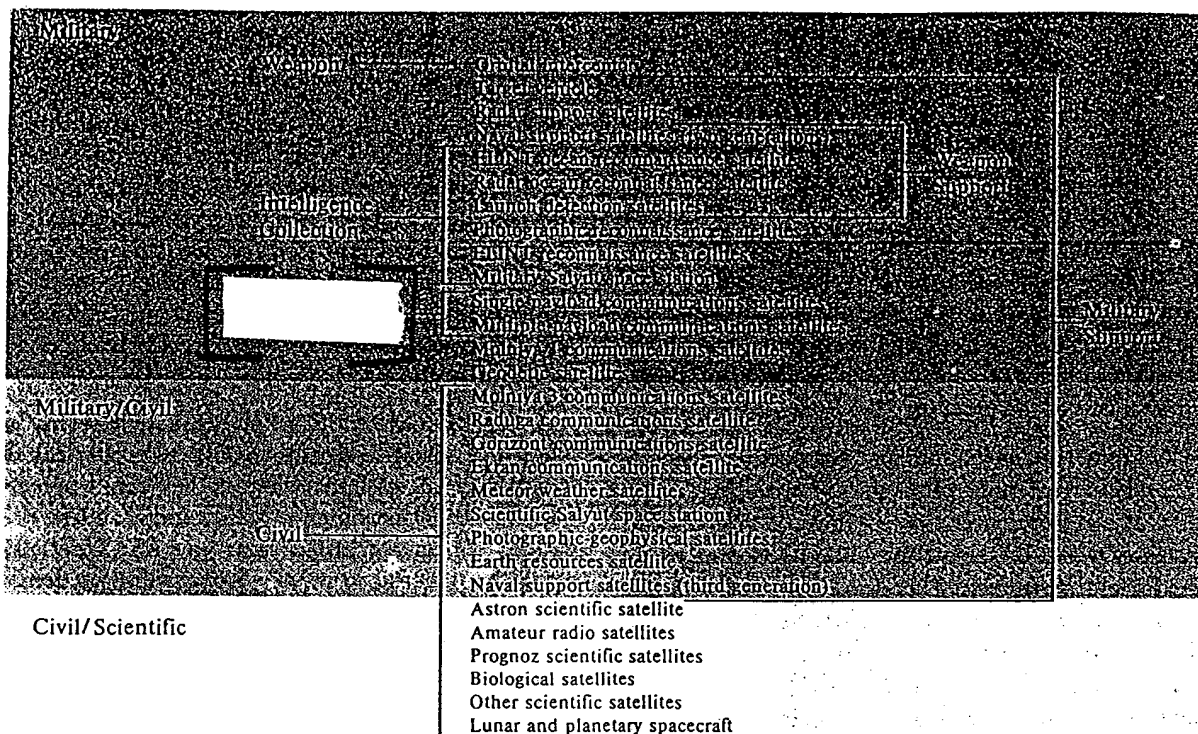 Military
Weapon
Orbital interceptor
Target vehicle
Radar support satellites
Naval support satellites (two generations)
ELINT ocean reconnaissance satellite
Weapon
Support
Radar ocean reconnaissance satellite
Intelligence
Collection
Launch detection satellites
Photographic reconnaissance satellites
ELINT reconnaissance satellites
Military Salyut space station
Single payload communications satellites
Multiple payload communications satellites
Military
Support
Molniya 1 communications satellites
Geodetic satellites
Military/Civil
Molniya 3 communications satellites
Raduga communications satellites
Gorizont communications satellite
Ekran communications satellite
Meteor weather satellites
Scientific Salyut space station
Civil
Photographic geophysical satellites
Earth resources satellite
Naval support satellites (third generation)
Civil/Scientific
Astron scientific satellite
Amateur radio satellites
Prognoz scientific satellites
Biological satellites
Other scientific satellites
Lunar and planetary spacecraft